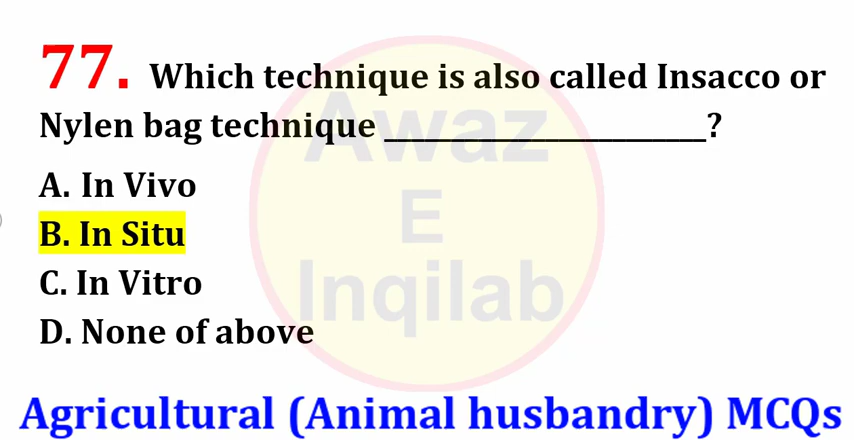 77. Which technique is also called Insacco or
Nylen bag technique ____________________?
A. In Vivo
B. In Situ
C. In Vitro
D. None of above
Awaz
E
Inqilab
Agricultural (Animal husbandry) MCQs